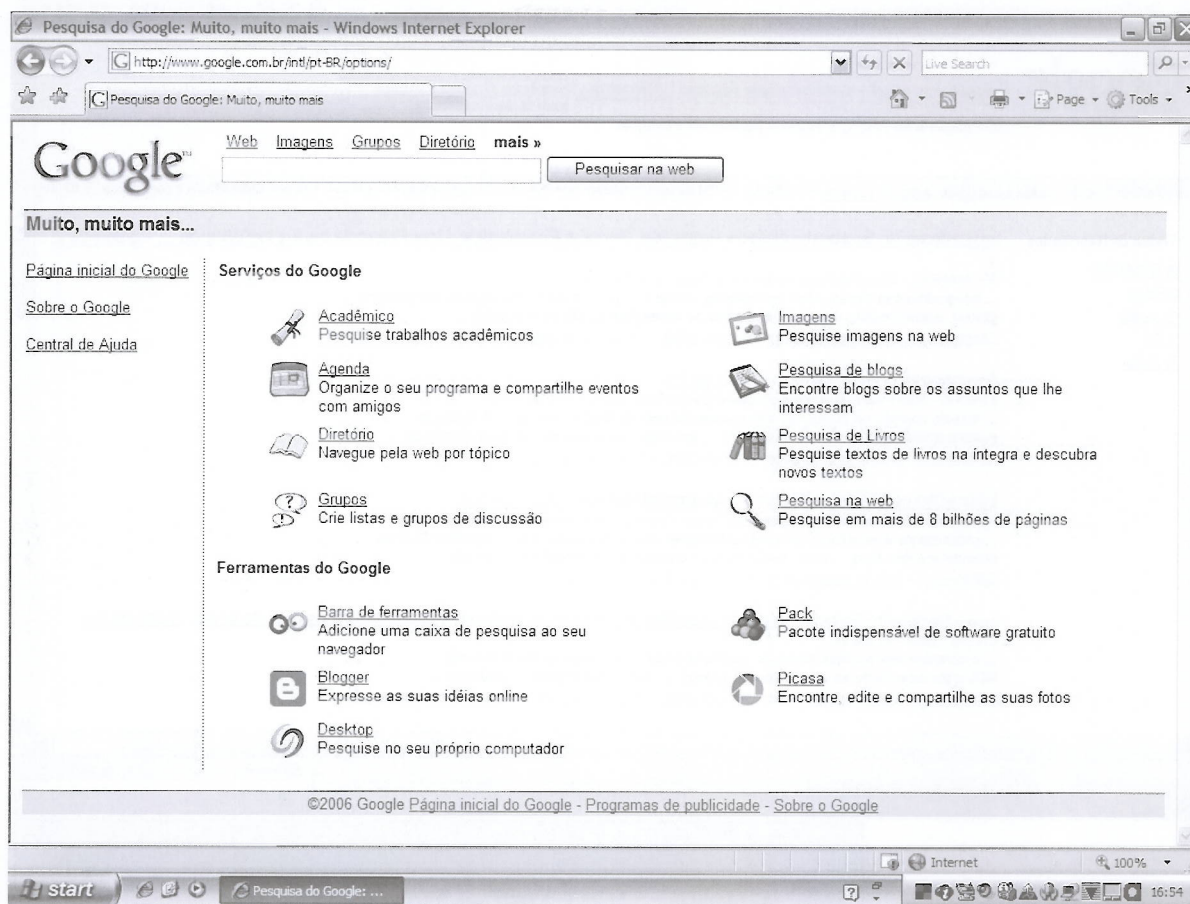 Pesquisa do Google: Muito, muito mais - Windows Internet Explorer
http://www.google.com.br/intl/pt-BR/options/
Live Search
Pesquisa do Google: Muito, muito mais
Page
Tools
Google™
Web Imagens Grupos Diretório mais »
Pesquisar na web
Muito, muito mais...
Página inicial do Google
Sobre o Google
Central de Ajuda
Serviços do Google
Acadêmico
Pesquise trabalhos acadêmicos
Agenda
Organize o seu programa e compartilhe eventos
com amigos
Diretório
Navegue pela web por tópico
Grupos
Crie listas e grupos de discussão
Imagens
Pesquise imagens na web
Pesquisa de blogs
Encontre blogs sobre os assuntos que lhe
interessam
Pesquisa de Livros
Pesquise textos de livros na íntegra e descubra
novos textos
Pesquisa na web
Pesquise em mais de 8 bilhões de páginas
Ferramentas do Google
Barra de ferramentas
Adicione uma caixa de pesquisa ao seu
navegador
Blogger
Expresse as suas idéias online
Desktop
Pesquise no seu próprio computador
Pack
Pacote indispensável de software gratuito
Picasa
Encontre, edite e compartilhe as suas fotos
©2006 Google Página inicial do Google - Programas de publicidade - Sobre o Google
Internet
100%
start
Pesquisa do Google: ...
16:54